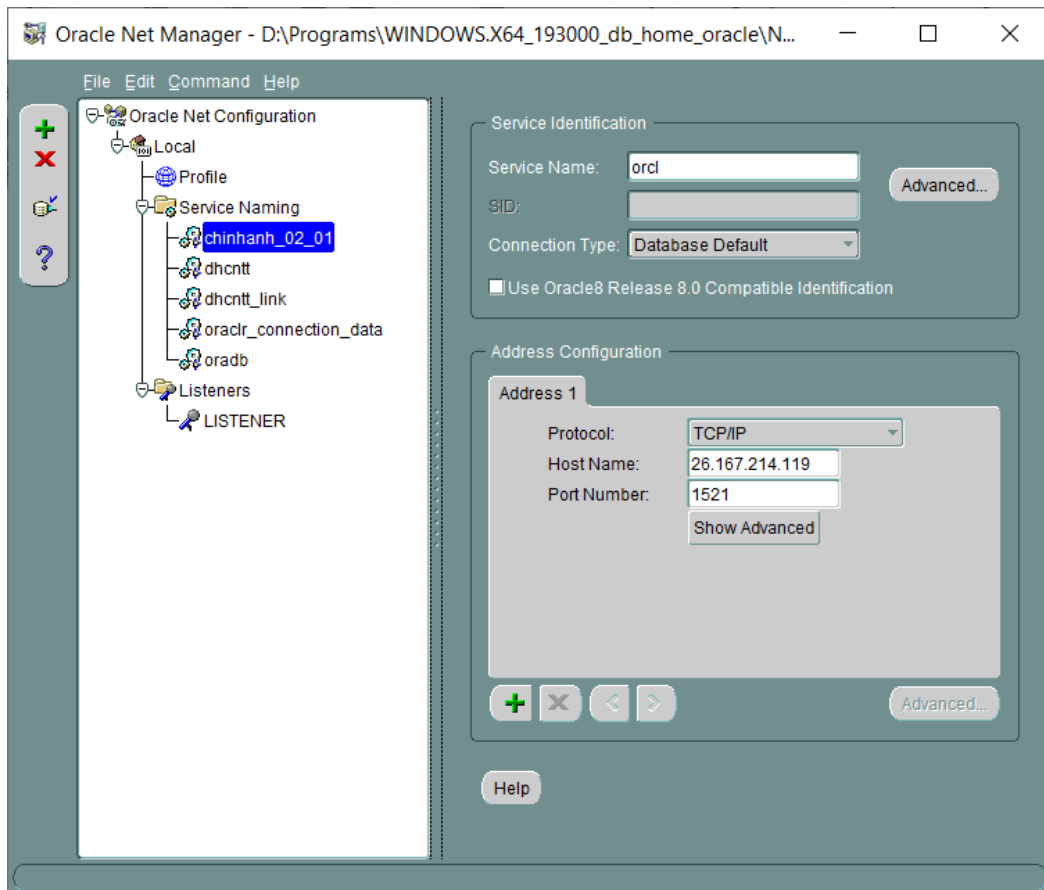 Oracle Net Manager - D:\Programs\WINDOWS.X64_193000_db_home_oracle\N...
File Edit Command Help
Oracle Net Configuration
Local
Profile
Service Naming
chinhanh_02_01
dhcntt
dhcntt_link
oraclr_connection_data
oradb
Listeners
LISTENER
Service Identification
Service Name: orcl
Advanced...
SID:
Connection Type: Database Default
Use Oracle8 Release 8.0 Compatible Identification
Address Configuration
Address 1
Protocol: TCP/IP
Host Name: 26.167.214.119
Port Number: 1521
Show Advanced
Advanced...
Help